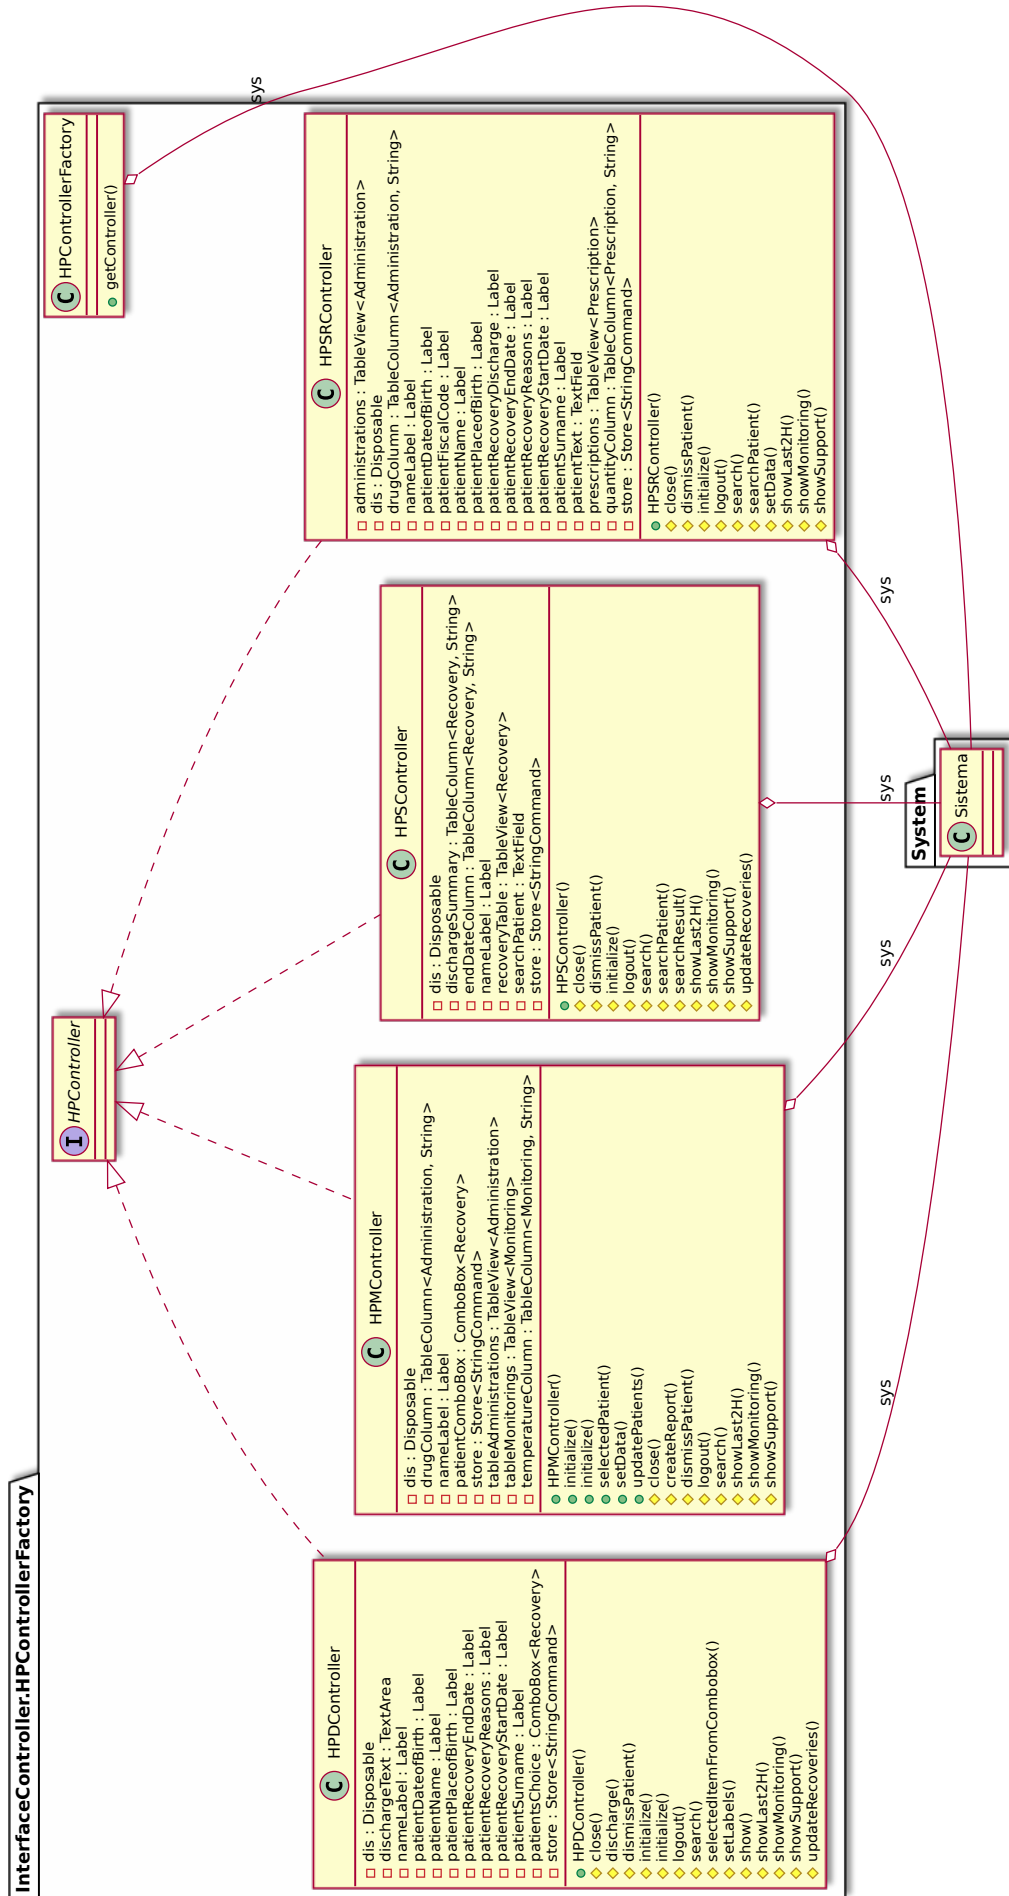 InterfaceController.HPControllerFactory
HPController
HPControllerFactory
getController()
HPDController
dis : Disposable
dischargeText : TextArea
nameLabel : Label
patientDateofBirth : Label
patientName : Label
patientPlaceofBirth : Label
patientRecoveryEndDate : Label
patientRecoveryReasons : Label
patientRecoveryStartDate : Label
patientSurname : Label
patientsChoice : ComboBox<Recovery>
store : Store<StringCommand>
HPDController()
close()
discharge()
dismissPatient()
initialize()
initialize()
logout()
search()
selectedItemFromCombobox()
setLabels()
show()
showLast2H()
showMonitoring()
showSupport()
updateRecoveries()
HPMController
dis : Disposable
drugColumn : TableColumn<Administration, String>
nameLabel : Label
patientComboBox : ComboBox<Recovery>
store : Store<StringCommand>
tableAdministrations : TableView<Administration>
tableMonitorings : TableView<Monitoring>
temperatureColumn : TableColumn<Monitoring, String>
HPMController()
initialize()
initialize()
selectedPatient()
setData()
updatePatients()
close()
createReport()
dismissPatient()
logout()
search()
showLast2H()
showMonitoring()
showSupport()
HPSController
dis : Disposable
dischargeSummary : TableColumn<Recovery, String>
endDateColumn : TableColumn<Recovery, String>
nameLabel : Label
recoveryTable : TableView<Recovery>
searchPatient : TextField
store : Store<StringCommand>
HPSController()
close()
dismissPatient()
initialize()
logout()
search()
searchPatient()
searchResult()
showLast2H()
showMonitoring()
showSupport()
updateRecoveries()
HPSRController
administrations : TableView<Administration>
dis : Disposable
drugColumn : TableColumn<Administration, String>
nameLabel : Label
patientDateofBirth : Label
patientFiscalCode : Label
patientName : Label
patientPlaceofBirth : Label
patientRecoveryDischarge : Label
patientRecoveryEndDate : Label
patientRecoveryReasons : Label
patientRecoveryStartDate : Label
patientSurname : Label
patientText : TextField
prescriptions : TableView<Prescription>
quantityColumn : TableColumn<Prescription, String>
store : Store<StringCommand>
HPSRController()
close()
dismissPatient()
initialize()
logout()
search()
searchPatient()
setData()
showLast2H()
showMonitoring()
showSupport()
sys
sys
sys
sys
sys
System
Sistema
C
C
C
C
C
C
I